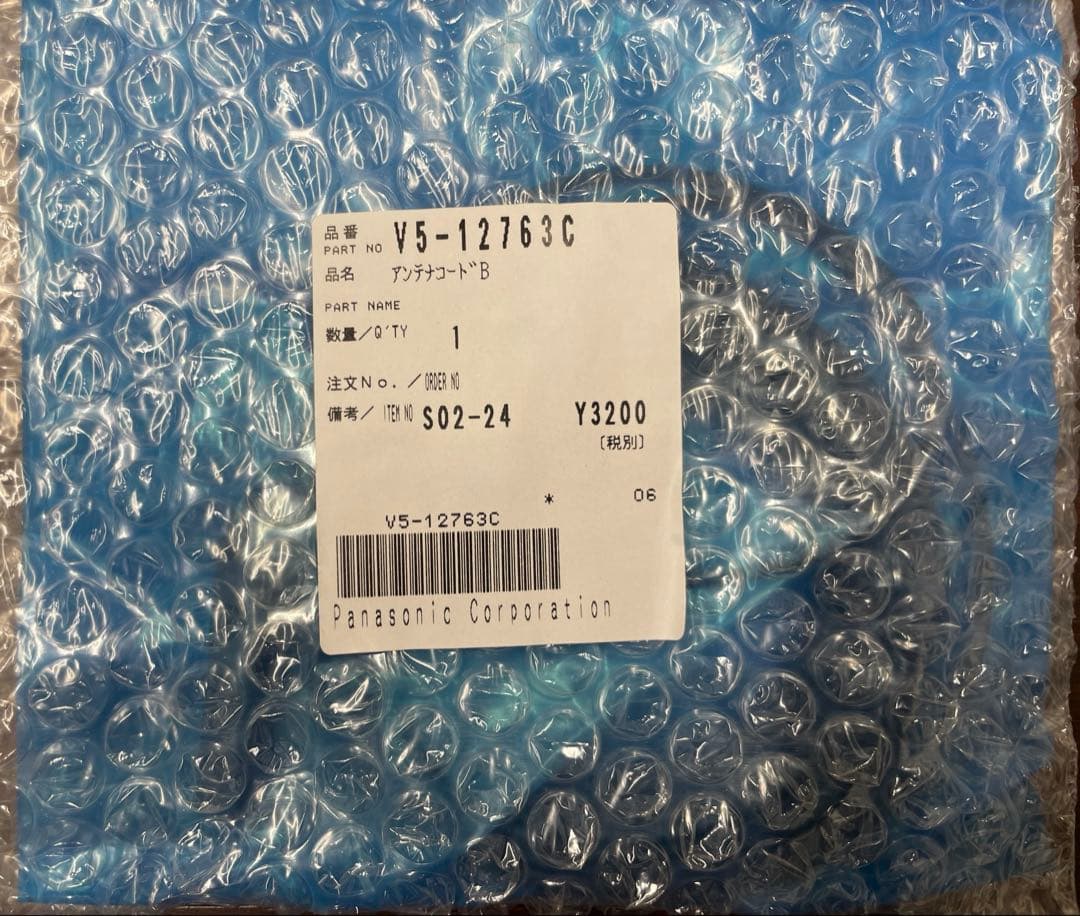 品番
PART NO V5-12763C
品名 アンテナコードB
PART NAME
数量/Q'TY 1
注文No./ORDER NO
備考/ITEM NO S02-24 Y3200
[税別]
* 06
V5-12763C
Panasonic Corporation